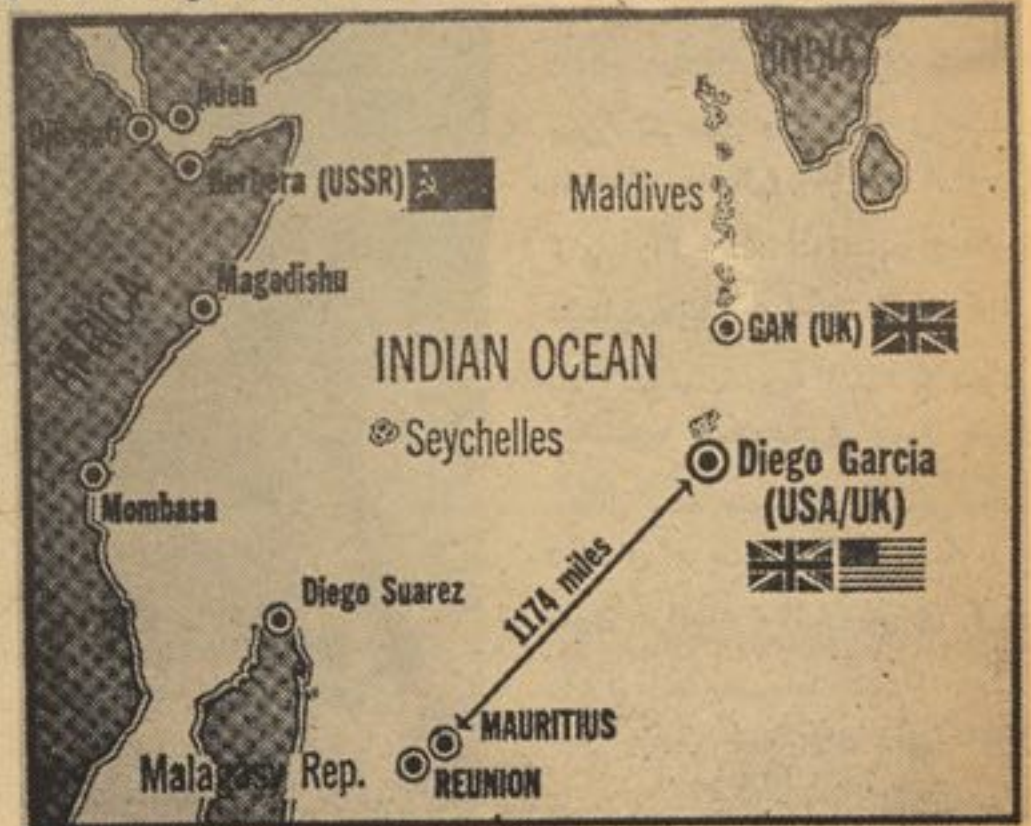 INDIA
Aden
Djibouti
Berbera (USSR)
Maldives
Magadishu
AFRICA
GAN (UK)
INDIAN OCEAN
Seychelles
Diego Garcia
(USA/UK)
Mombasa
1174 miles
Diego Suarez
MAURITIUS
Malagasy Rep.
REUNION